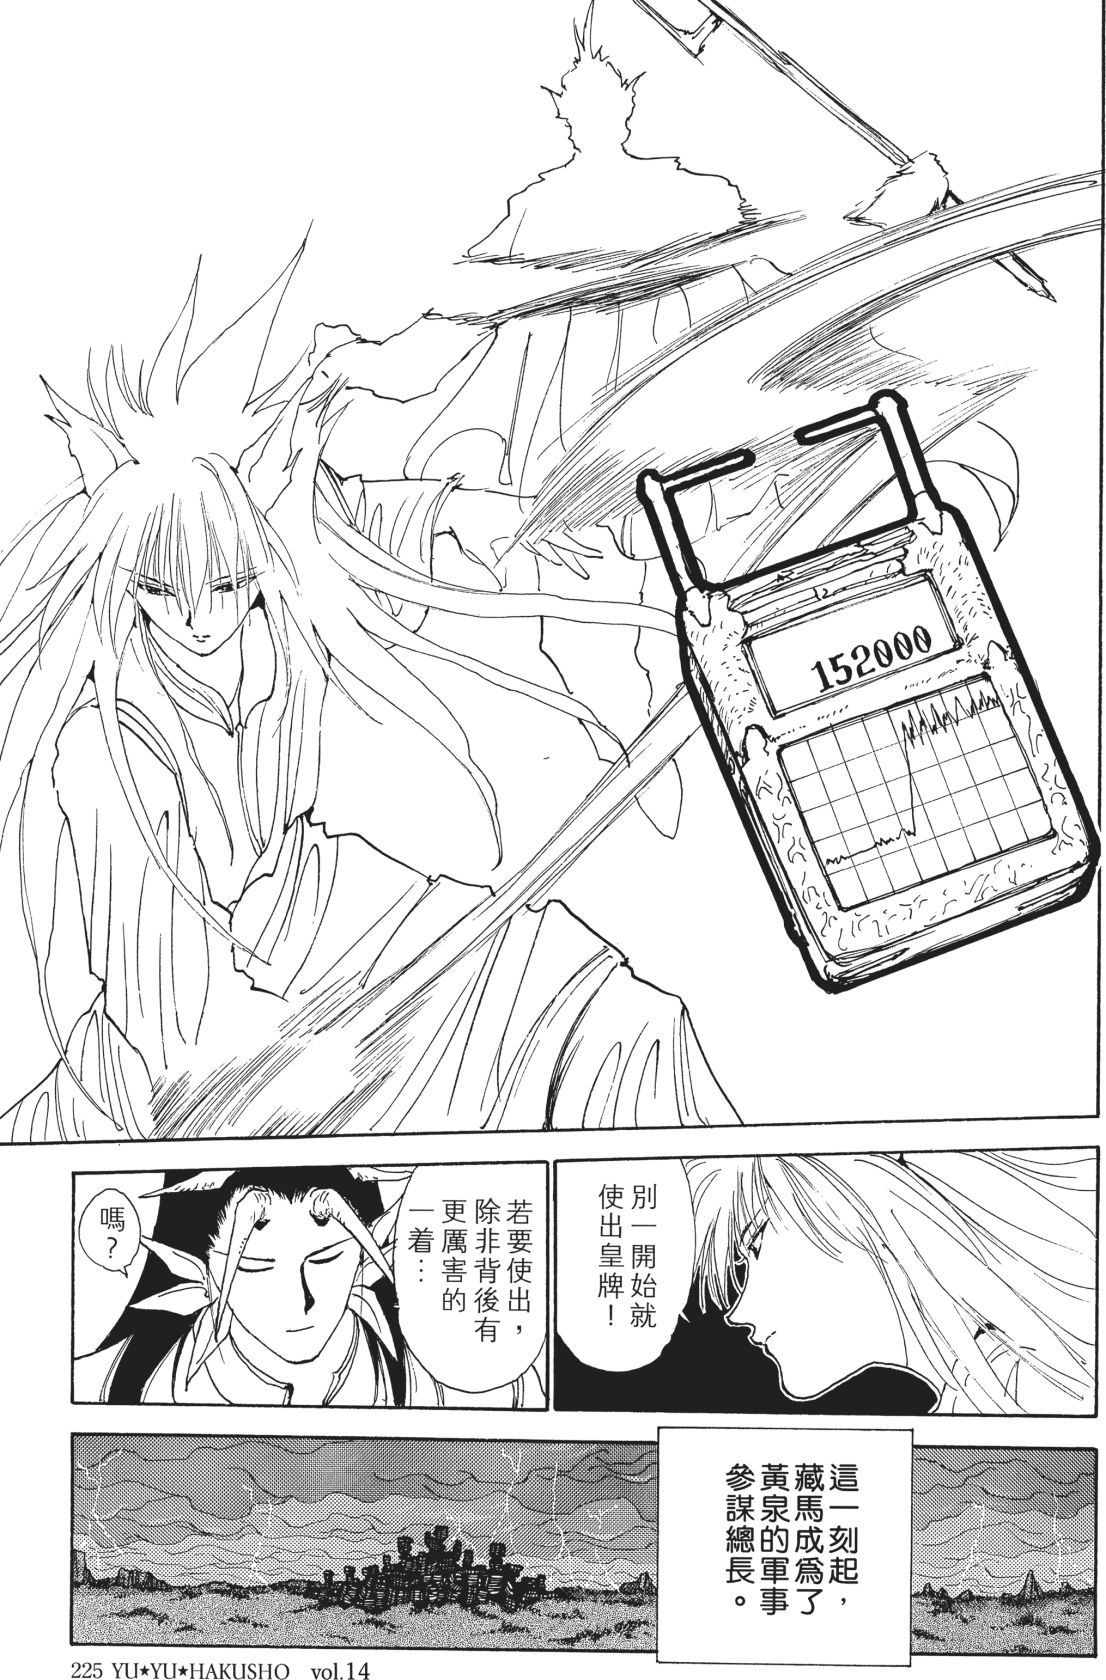 152000
別一開始就
使出皇牌!
若要使出,
除非背後有
更厲害的
一着…
嗎?
這一刻起,
藏馬成為了
黃泉的軍事
參謀總長。
225 YU★YU★HAKUSHO vol.14